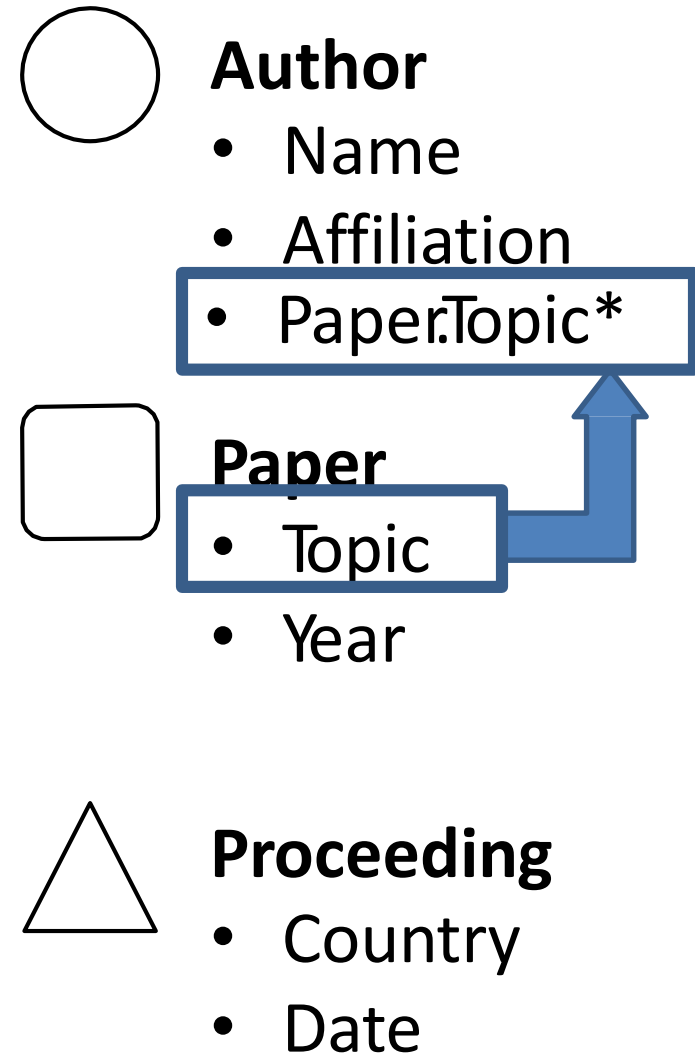 Author
• Name
• Affiliation
• Paper.Topic*
Paper
• Topic
• Year
Proceeding
• Country
• Date